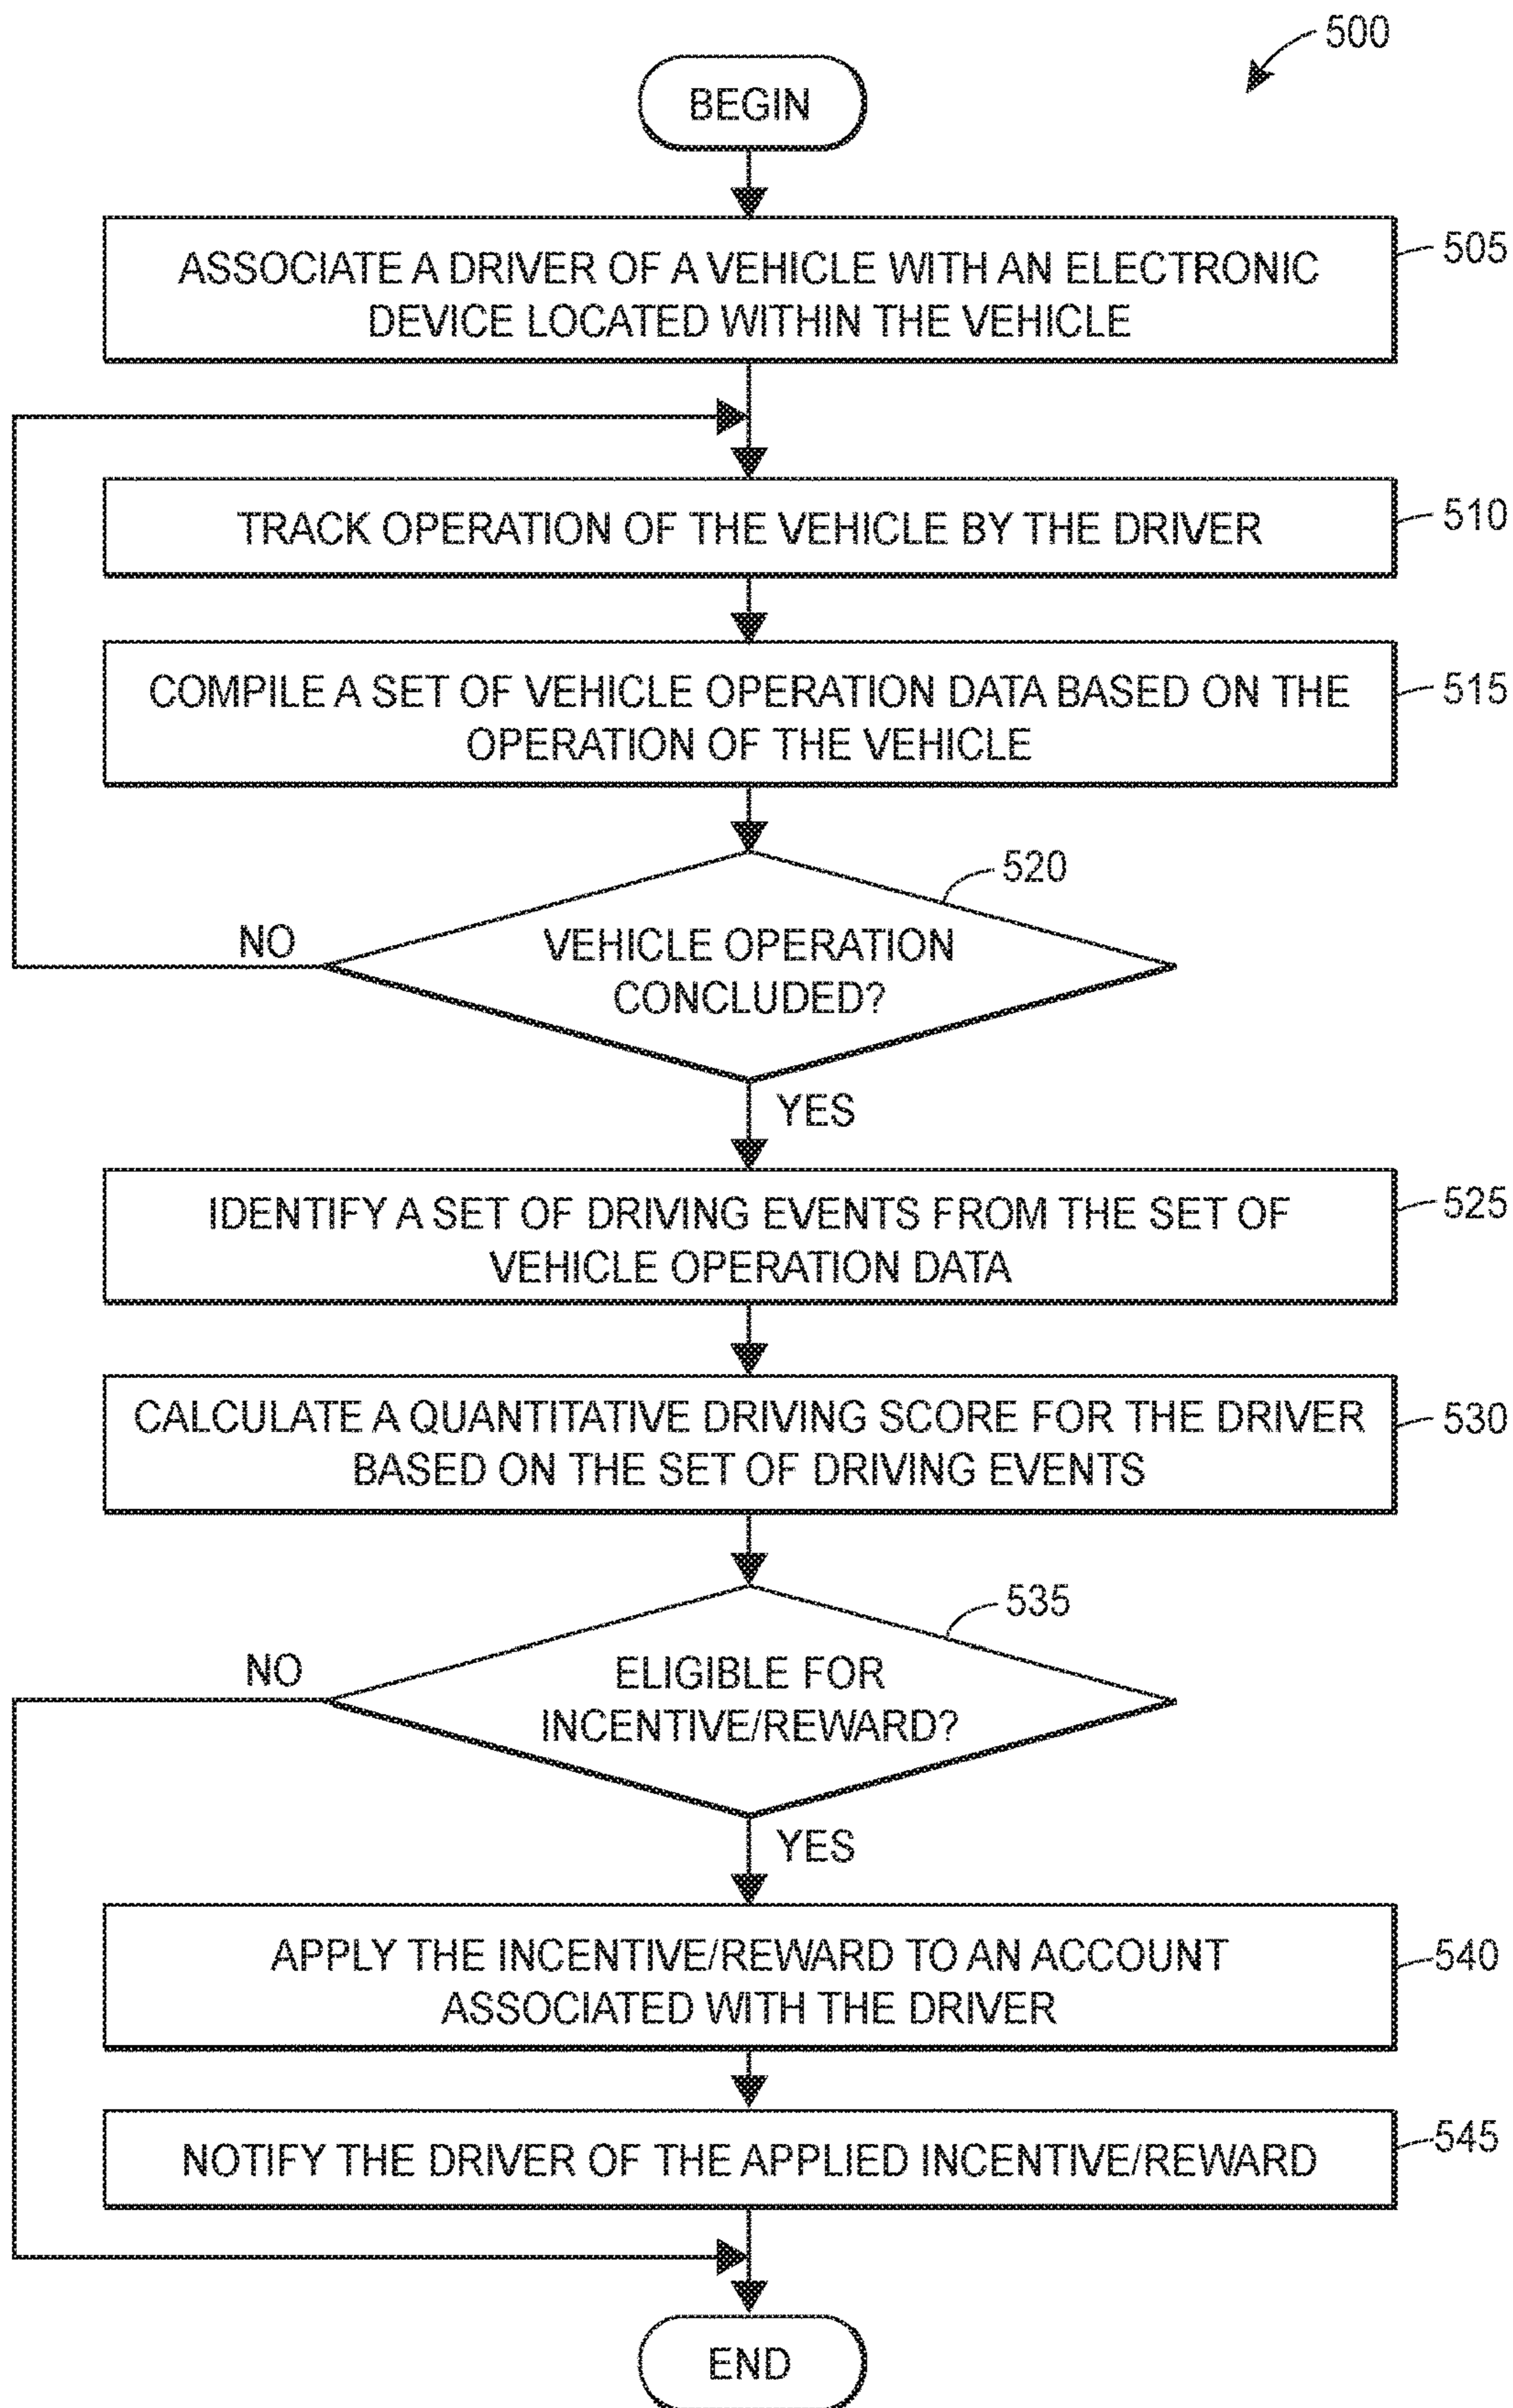 500
BEGIN
ASSOCIATE A DRIVER OF A VEHICLE WITH AN ELECTRONIC
DEVICE LOCATED WITHIN THE VEHICLE
505
TRACK OPERATION OF THE VEHICLE BY THE DRIVER
510
COMPILE A SET OF VEHICLE OPERATION DATA BASED ON THE
OPERATION OF THE VEHICLE
515
520
NO
VEHICLE OPERATION
CONCLUDED?
YES
IDENTIFY A SET OF DRIVING EVENTS FROM THE SET OF
VEHICLE OPERATION DATA
525
CALCULATE A QUANTITATIVE DRIVING SCORE FOR THE DRIVER
BASED ON THE SET OF DRIVING EVENTS
530
535
NO
ELIGIBLE FOR
INCENTIVE/REWARD?
YES
APPLY THE INCENTIVE/REWARD TO AN ACCOUNT
ASSOCIATED WITH THE DRIVER
540
NOTIFY THE DRIVER OF THE APPLIED INCENTIVE/REWARD
545
END